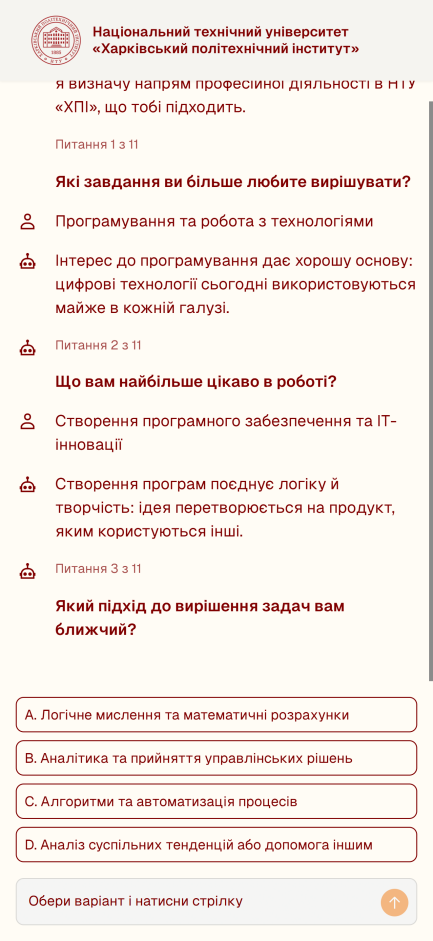 Національний технічний університет
«Харківський політехнічний інститут»
я визначу напрям професійної діяльності в НТУ
«ХПІ», що тобі підходить.
Питання 1 з 11
Які завдання ви більше любите вирішувати?
Програмування та робота з технологіями
Інтерес до програмування дає хорошу основу:
цифрові технології сьогодні використовуються
майже в кожній галузі.
Питання 2 з 11
Що вам найбільше цікаво в роботі?
Створення програмного забезпечення та ІТ-
інновації
Створення програм поєднує логіку й
творчість: ідея перетворюється на продукт,
яким користуються інші.
Питання 3 з 11
Який підхід до вирішення задач вам
ближчий?
A. Логічне мислення та математичні розрахунки
B. Аналітика та прийняття управлінських рішень
C. Алгоритми та автоматизація процесів
D. Аналіз суспільних тенденцій або допомога іншим
Обери варіант і натисни стрілку